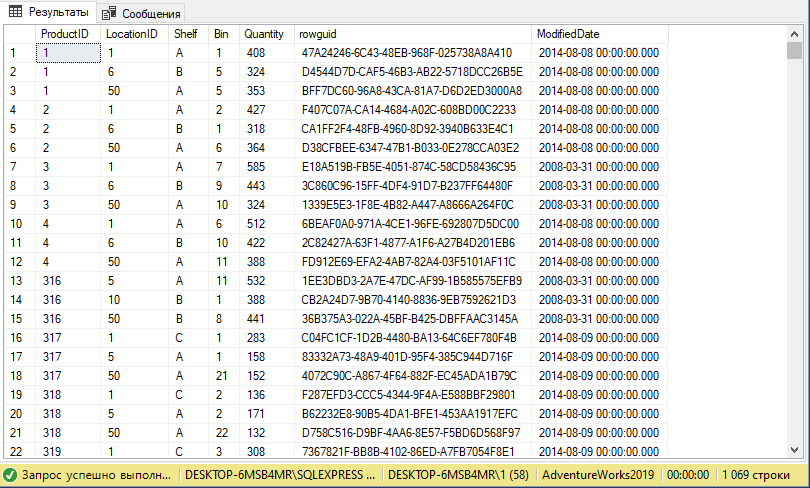 Результаты Сообщения
ProductID LocationID Shelf Bin Quantity rowguid ModifiedDate
1 1 1 A 1 408 47A24246-6C43-48EB-968F-025738A8A410 2014-08-08 00:00:00.000
2 1 6 B 5 324 D4544D7D-CAF5-46B3-AB22-5718DCC26B5E 2014-08-08 00:00:00.000
3 1 50 A 5 353 BFF7DC60-96A8-43CA-81A7-D6D2ED3000A8 2014-08-08 00:00:00.000
4 2 1 A 2 427 F407C07A-CA14-4684-A02C-608BD00C2233 2014-08-08 00:00:00.000
5 2 6 B 1 318 CA1FF2F4-48FB-4960-8D92-3940B633E4C1 2014-08-08 00:00:00.000
6 2 50 A 6 364 D38CFBEE-6347-47B1-B033-0E278CCA03E2 2014-08-08 00:00:00.000
7 3 1 A 7 585 E18A519B-FB5E-4051-874C-58CD58436C95 2008-03-31 00:00:00.000
8 3 6 B 9 443 3C860C96-15FF-4DF4-91D7-B237FF64480F 2008-03-31 00:00:00.000
9 3 50 A 10 324 1339E5E3-1F8E-4B82-A447-A8666A264F0C 2008-03-31 00:00:00.000
10 4 1 A 6 512 6BEAF0A0-971A-4CE1-96FE-692807D5DC00 2014-08-08 00:00:00.000
11 4 6 B 10 422 2C82427A-63F1-4877-A1F6-A27B4D201EB6 2014-08-08 00:00:00.000
12 4 50 A 11 388 FD912E69-EFA2-4AB7-82A4-03F5101AF11C 2014-08-08 00:00:00.000
13 316 5 A 11 532 1EE3DBD3-2A7E-47DC-AF99-1B585575EFB9 2008-03-31 00:00:00.000
14 316 10 B 1 388 CB2A24D7-9B70-4140-8836-9EB7592621D3 2008-03-31 00:00:00.000
15 316 50 B 8 441 36B375A3-022A-45BF-B425-DBFFAAC3145A 2008-03-31 00:00:00.000
16 317 1 C 1 283 C04FC1CF-1D2B-4480-BA13-64C6EF780F4B 2014-08-09 00:00:00.000
17 317 5 A 1 158 83332A73-48A9-401D-95F4-385C944D716F 2014-08-09 00:00:00.000
18 317 50 A 21 152 4072C90C-A867-4F64-882F-EC45ADA1B79C 2014-08-09 00:00:00.000
19 318 1 C 2 136 F287EFD3-CCC5-4344-9F4A-E588BBF29801 2014-08-09 00:00:00.000
20 318 5 A 2 171 B62232E8-90B5-4DA1-BFE1-453AA1917EFC 2014-08-09 00:00:00.000
21 318 50 A 22 132 D758C516-D9BF-4AA6-8E57-F5BD6D568F97 2014-08-09 00:00:00.000
22 319 1 C 3 308 7367821F-BB8B-4102-86ED-A7FB7054F8E1 2014-08-09 00:00:00.000
Запрос успешно выполн... DESKTOP-6MSB4MR\SQLEXPRESS ... DESKTOP-6MSB4MR\1 (58) AdventureWorks2019 00:00:00 1 069 строки